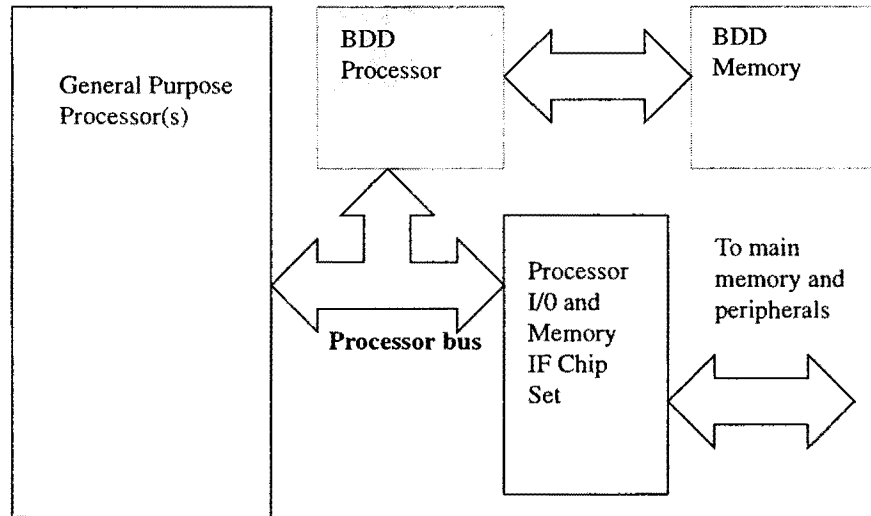 General Purpose
Processor(s)
BDD
Processor
BDD
Memory
Processor bus
Processor
I/0 and
Memory
IF Chip
Set
To main
memory and
peripherals